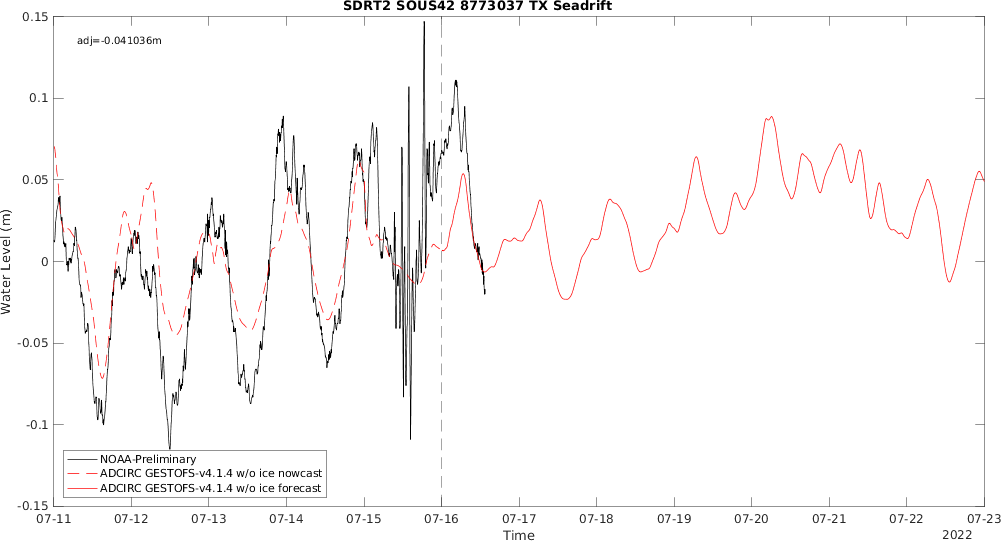 SDRT2 SOUS42 8773037 TX Seadrift
0.15
adj=-0.041036m
0.1
0.05
0
-0.05
-0.1
-0.15
Water Level (m)
NOAA-Preliminary
ADCIRC GESTOFS-v4.1.4 w/o ice nowcast
ADCIRC GESTOFS-v4.1.4 w/o ice forecast
07-11 07-12 07-13 07-14 07-15 07-16 07-17 07-18 07-19 07-20 07-21 07-22 07-23
Time
2022